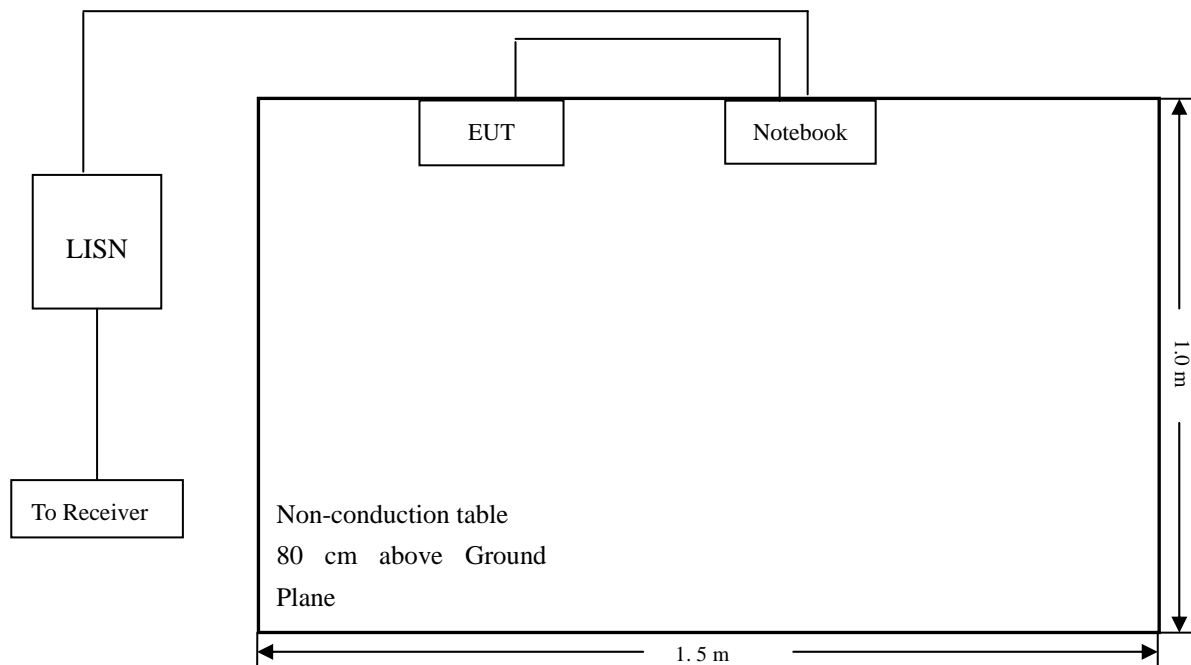 EUT
Notebook
LISN
1.0 m
To Receiver
Non-conduction table
80 cm above Ground
Plane
1. 5 m